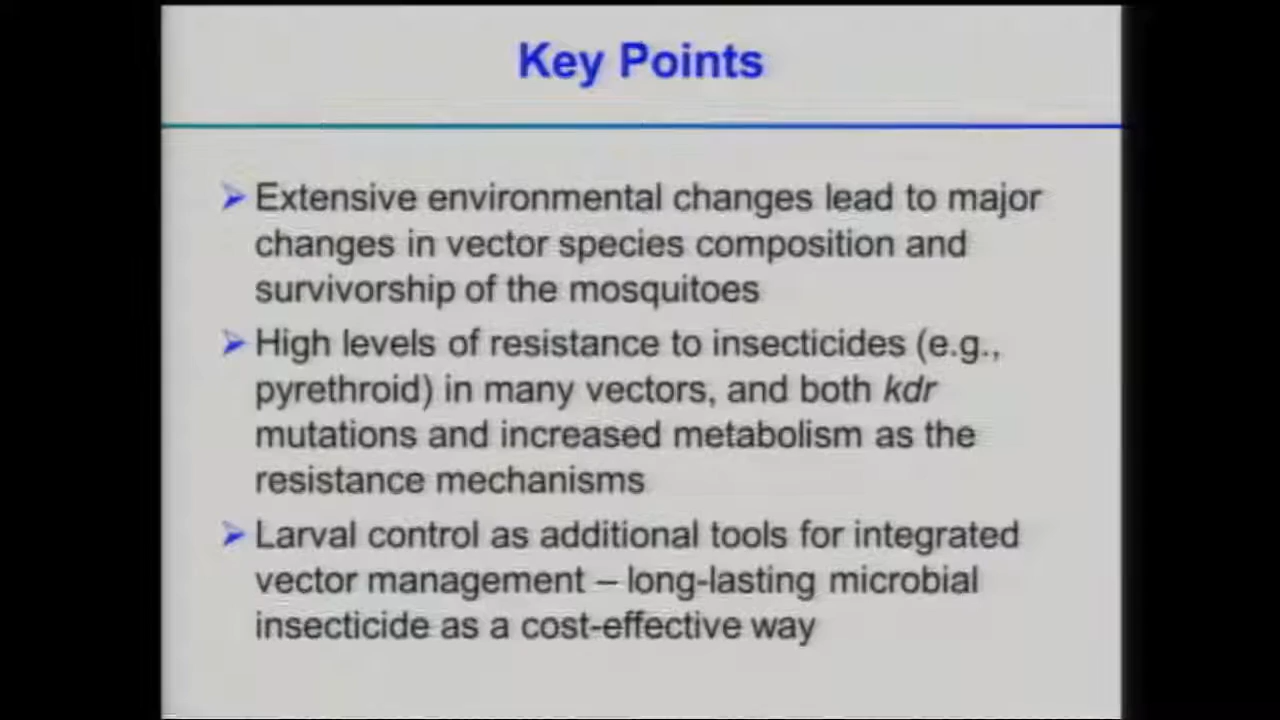 Key Points
Extensive environmental changes lead to major
changes in vector species composition and
survivorship of the mosquitoes
High levels of resistance to insecticides (e.g.,
pyrethroid) in many vectors, and both kdr
mutations and increased metabolism as the
resistance mechanisms
Larval control as additional tools for integrated
vector management – long-lasting microbial
insecticide as a cost-effective way